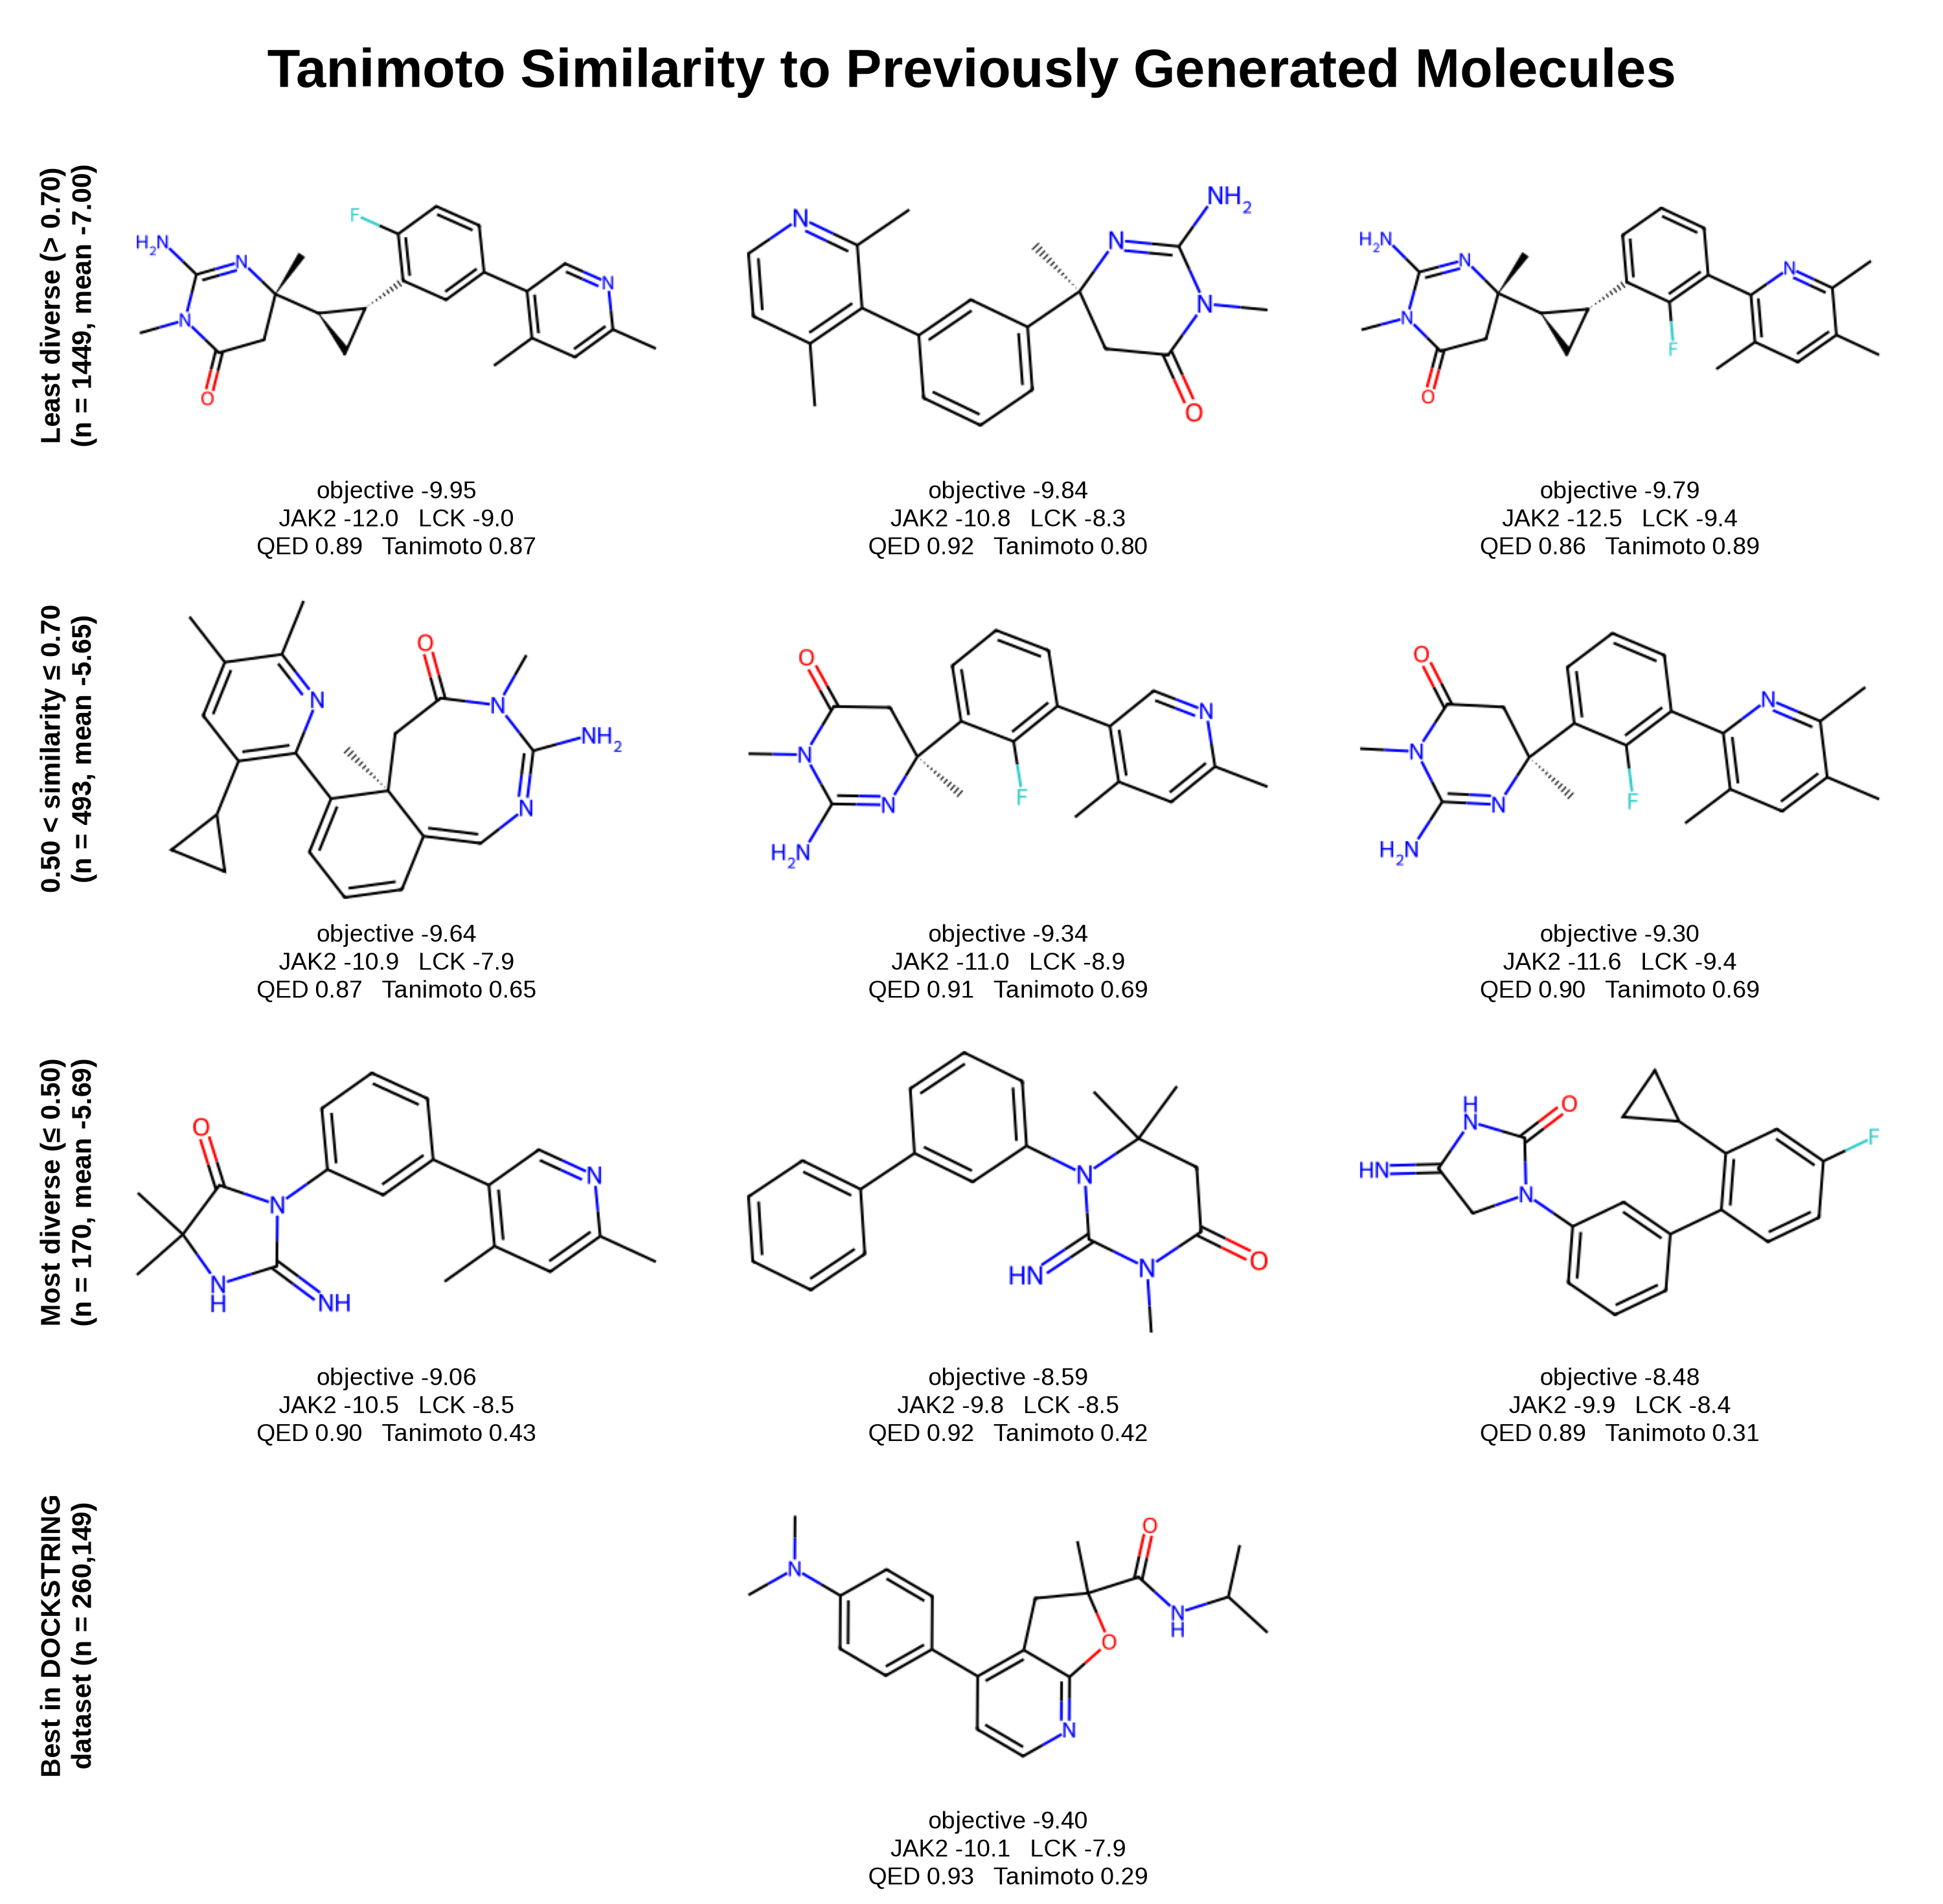 Tanimoto Similarity to Previously Generated Molecules
Least diverse (> 0.70)
(n = 1449, mean -7.00)
F
H2N
N
N
N
O
N
NH2
N
N
O
H2N
N
N
N
F
O
objective -9.95
JAK2 -12.0 LCK -9.0
QED 0.89 Tanimoto 0.87
objective -9.84
JAK2 -10.8 LCK -8.3
QED 0.92 Tanimoto 0.80
objective -9.79
JAK2 -12.5 LCK -9.4
QED 0.86 Tanimoto 0.89
0.50 < similarity ≤ 0.70
(n = 493, mean -5.65)
O
N
N
NH2
N
O
N
N
N
F
H2N
O
N
N
N
F
H2N
objective -9.64
JAK2 -10.9 LCK -7.9
QED 0.87 Tanimoto 0.65
objective -9.34
JAK2 -11.0 LCK -8.9
QED 0.91 Tanimoto 0.69
objective -9.30
JAK2 -11.6 LCK -9.4
QED 0.90 Tanimoto 0.69
Most diverse (≤ 0.50)
(n = 170, mean -5.69)
O
N
N
N
H
NH
N
HN
N
O
H
N
O
HN
N
F
objective -9.06
JAK2 -10.5 LCK -8.5
QED 0.90 Tanimoto 0.43
objective -8.59
JAK2 -9.8 LCK -8.5
QED 0.92 Tanimoto 0.42
objective -8.48
JAK2 -9.9 LCK -8.4
QED 0.89 Tanimoto 0.31
Best in DOCKSTRING
dataset (n = 260,149)
N
O
N
H
O
N
objective -9.40
JAK2 -10.1 LCK -7.9
QED 0.93 Tanimoto 0.29